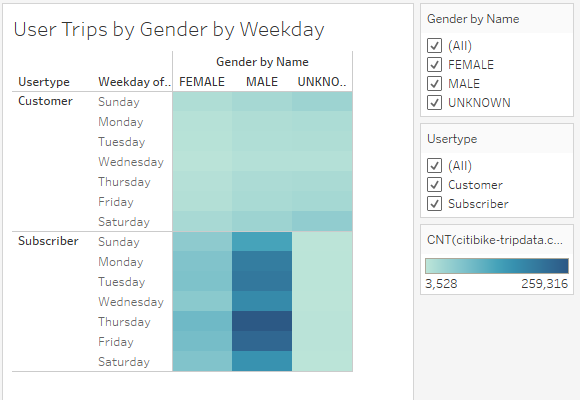 User Trips by Gender by Weekday
Gender by Name
Usertype Weekday of.. FEMALE MALE UNKNO..
Customer Sunday
Monday
Tuesday
Wednesday
Thursday
Friday
Saturday
Subscriber Sunday
Monday
Tuesday
Wednesday
Thursday
Friday
Saturday
Gender by Name
(All)
FEMALE
MALE
UNKNOWN
Usertype
(All)
Customer
Subscriber
CNT(citibike-tripdata.c...
3,528 259,316